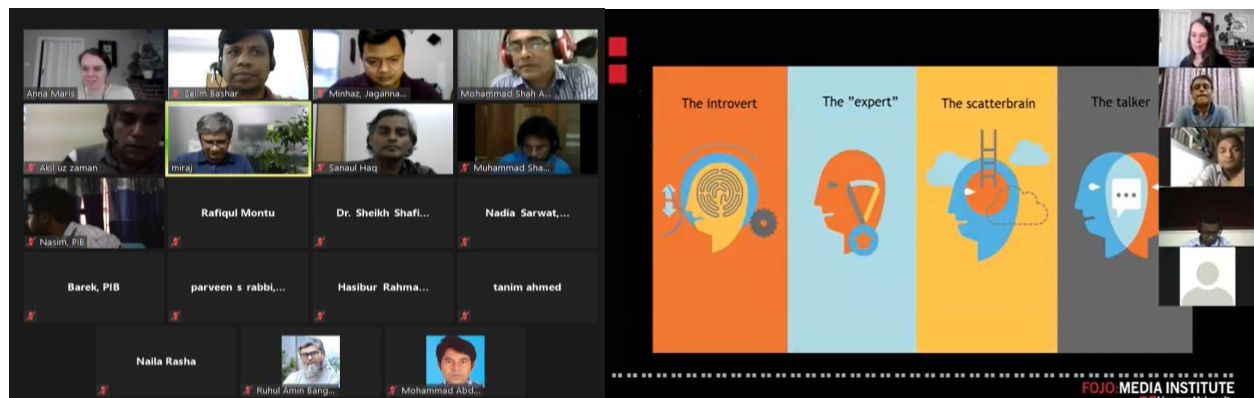 Anna Maris
Selim Bashar
Minhaz, Jaganna...
Mohammad Shah A...
Akil uz zaman
miraj
Sanaul Haq
Muhammad Sha...
Nasim, PIB
Rafiqul Montu
Dr. Sheikh Shafi...
Nadia Sarwat,...
Barek, PIB
parveen s rabbi,...
Hasibur Rahma...
tanim ahmed
Naila Rasha
Ruhul Amin Bang...
Mohammad Abd...
The introvert
The "expert"
The scatterbrain
The talker
FOJO:MEDIA INSTITUTE